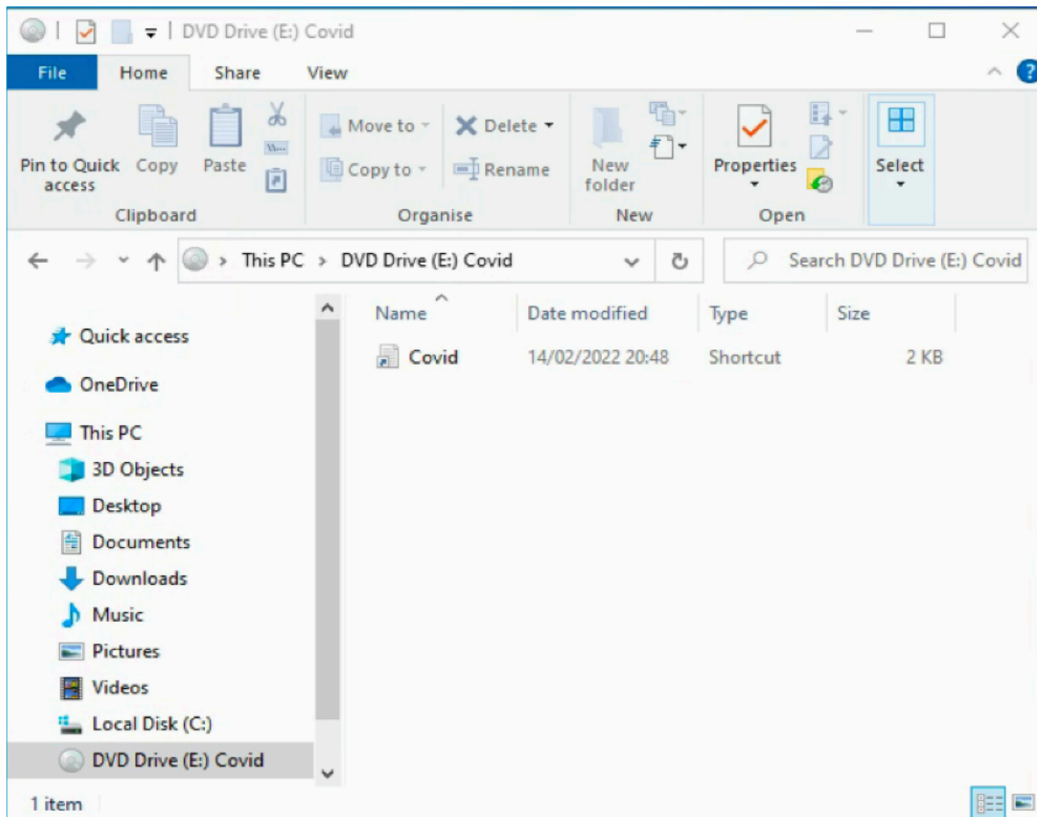 DVD Drive (E:) Covid
File Home Share View
Pin to Quick access
Copy
Paste
Move to
Copy to
Delete
Rename
New folder
Properties
Select
Clipboard Organise New Open
This PC > DVD Drive (E:) Covid
Search DVD Drive (E:) Covid
Name Date modified Type Size
Covid 14/02/2022 20:48 Shortcut 2 KB
Quick access
OneDrive
This PC
3D Objects
Desktop
Documents
Downloads
Music
Pictures
Videos
Local Disk (C:)
DVD Drive (E:) Covid
1 item